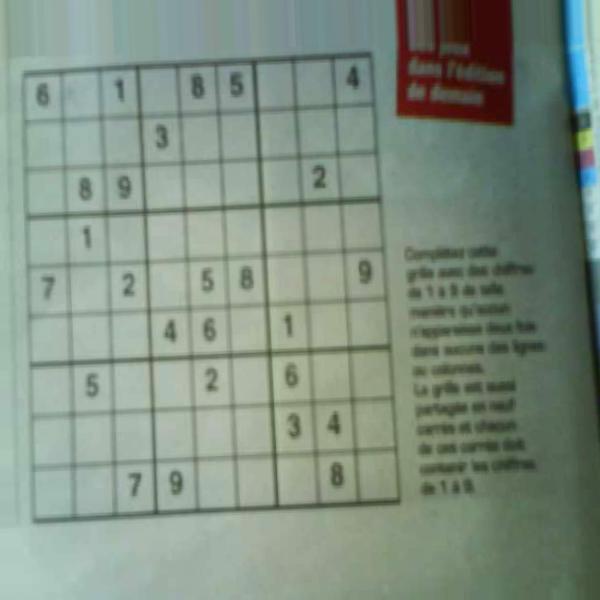 6 1 8 5 4
3
8 9 2
1
7 2 5 8 9
4 6 1
5 2 6
3 4
7 9 8
dans l'édition
de demain
Complétez cette
grille avec des chiffres
de 1 à 9 de telle
manière qu'aucun
n'apparaisse deux fois
dans aucune des lignes
ou colonnes.
La grille est aussi
partagée en neuf
carrés et chacun
de ces carrés doit
contenir les chiffres
de 1 à 9.